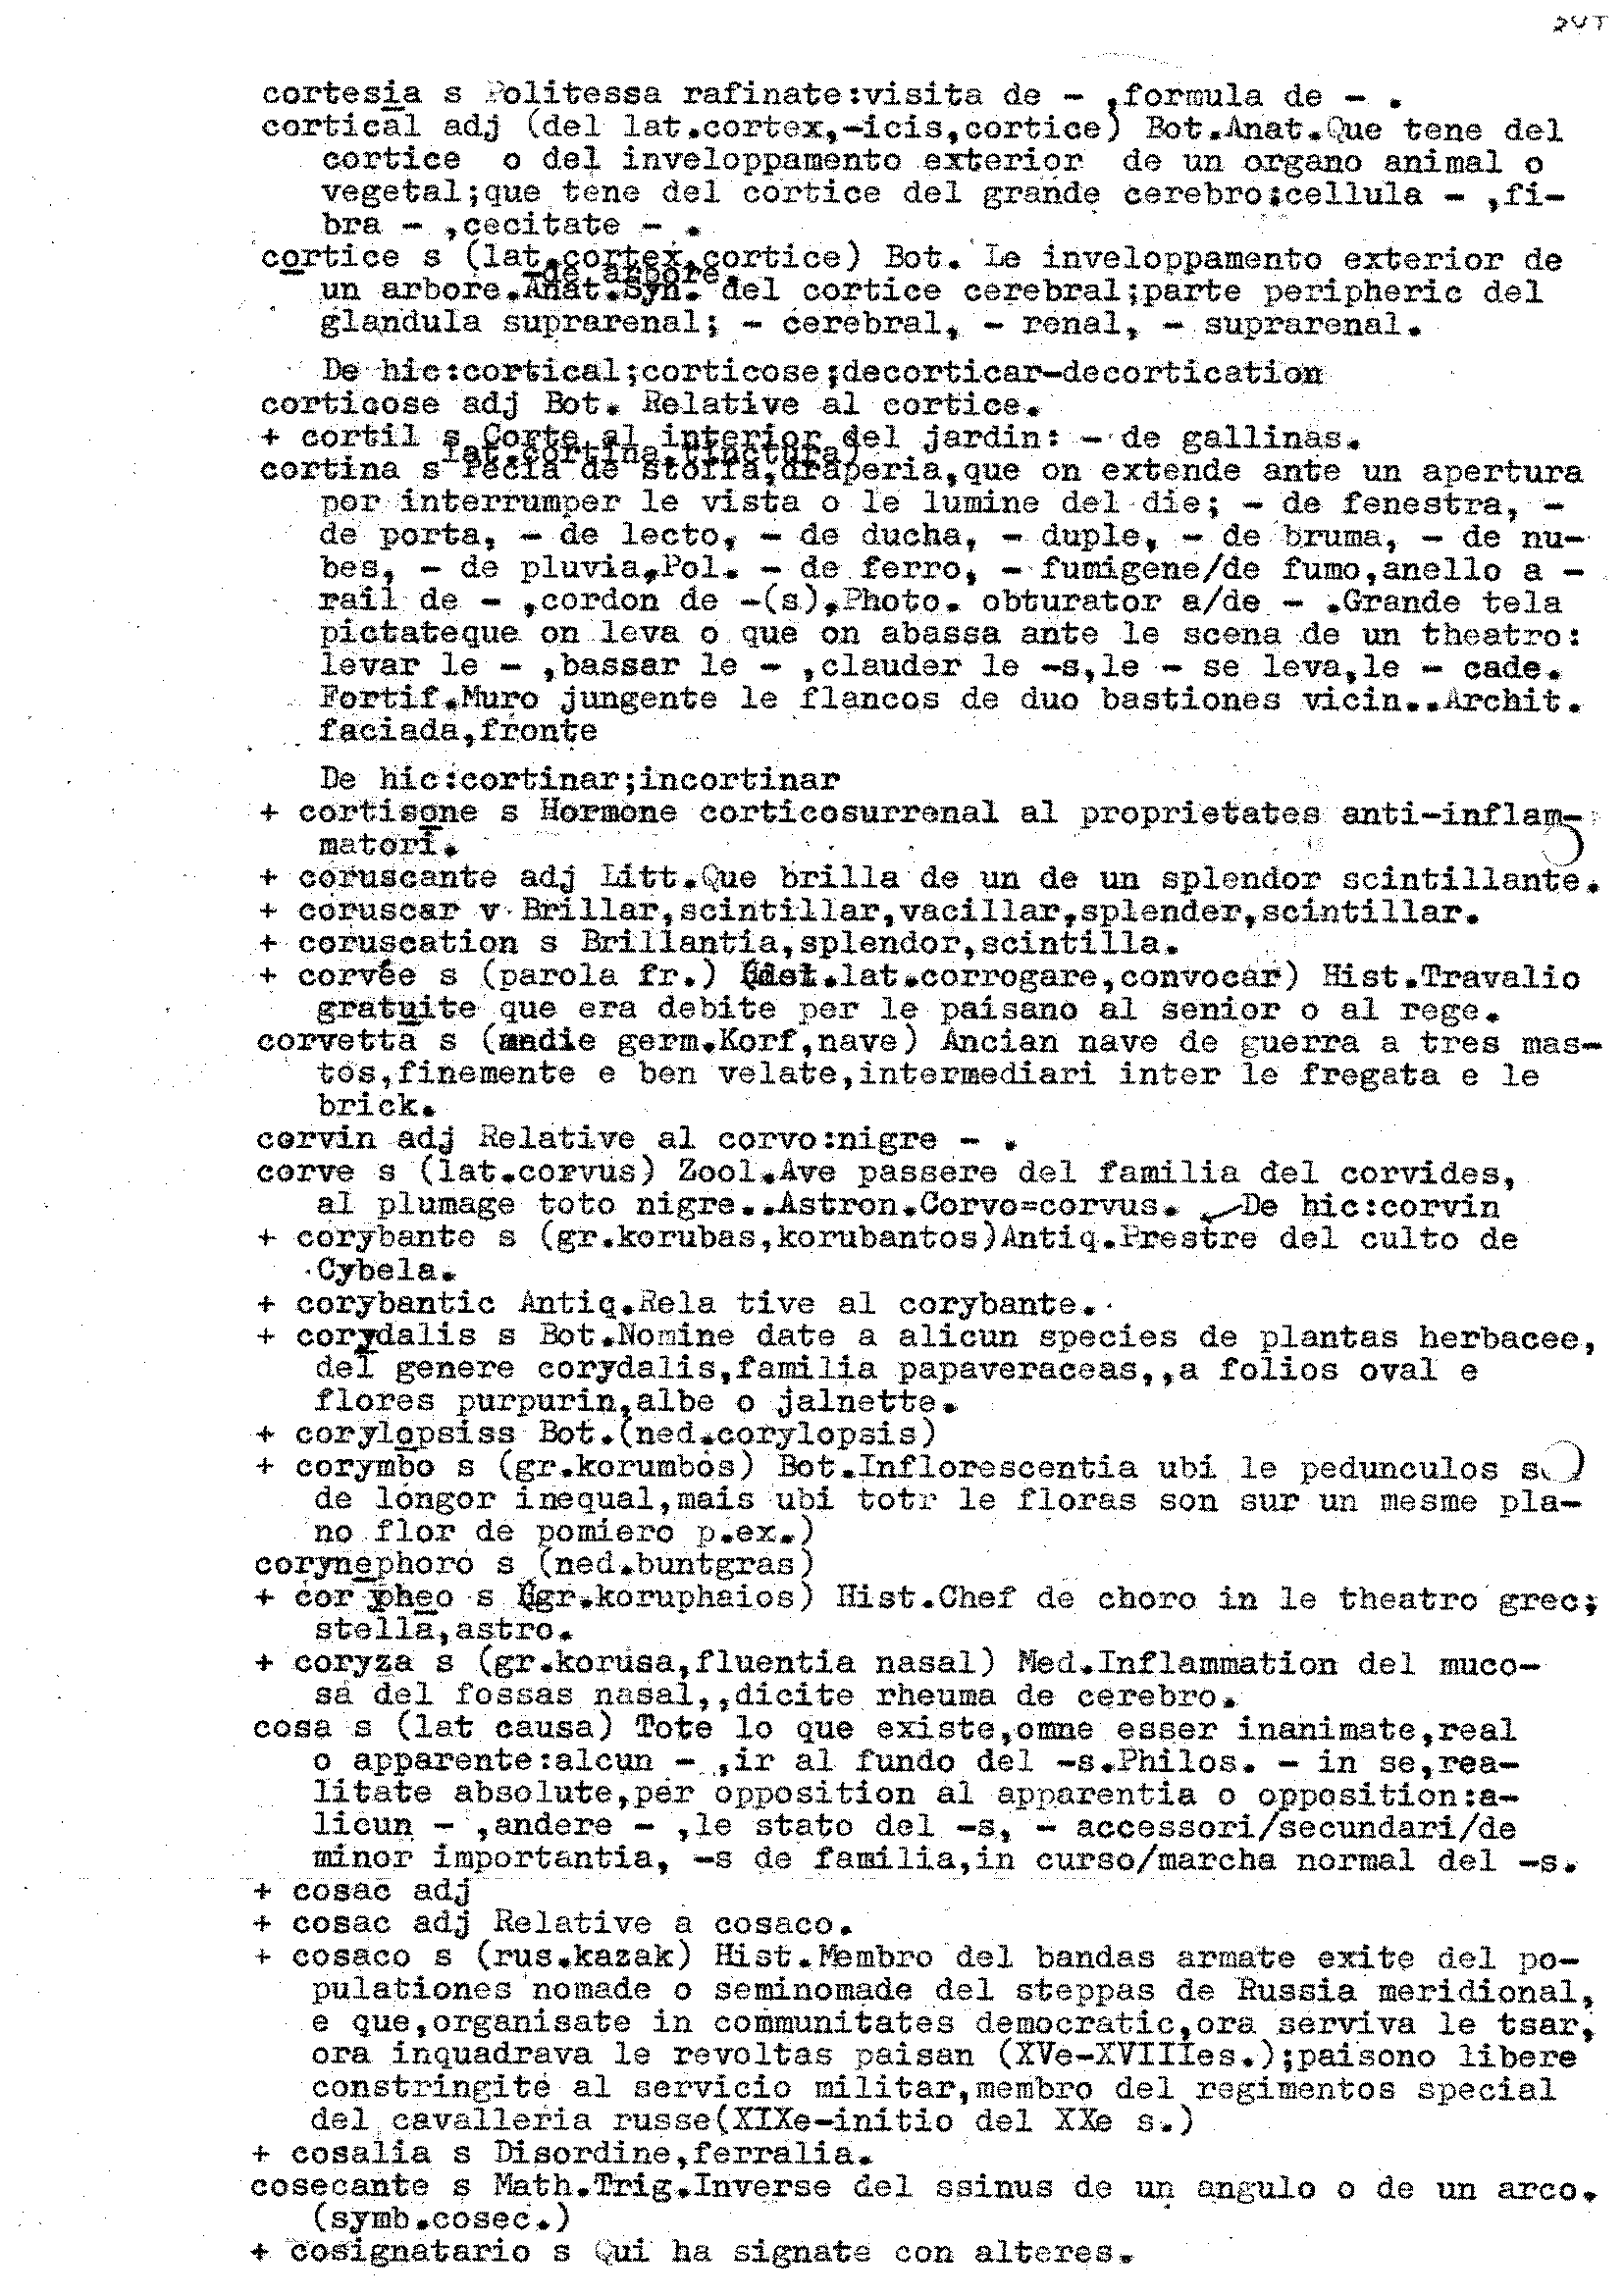 cortesia s Politessa rafinate:visita de - ,formula de - .
cortical adj (del lat.cortex,-icis,cortice) Bot.Anat.Que tene del
cortice o del inveloppamento exterior de un organo animal o
vegetal;que tene del cortice del grande cerebro:cellula - ,fi-
bra - ,cecitate - .
cortice s (lat.cortex,cortice) Bot. Le inveloppamento exterior de
-de arbore.
un arbore.Anat.Syn. del cortice cerebral;parte peripheric del
glandula suprarenal; - cerebral, - renal, - suprarenal.
De hic:cortical;corticose;decorticar-decortication
corticose adj Bot. Relative al cortice.
+ cortil s Corte al interior del jardin: - de gallinas.
lat.cortina,tinctura)
cortina s Pecia de stoffa,draperia,que on extende ante un apertura
por interrumper le vista o le lumine del die; - de fenestra, -
de porta, - de lecto, - de ducha, - duple, - de bruma, - de nu-
bes, - de pluvia,Pol. - de ferro, - fumigene/de fumo,anello a -
rail de - ,cordon de -(s),Photo. obturator a/de - .Grande tela
pictateque on leva o que on abassa ante le scena de un theatro:
levar le - ,bassar le - ,clauder le -s,le - se leva,le - cade.
Fortif.Muro jungente le flancos de duo bastiones vicin..Archit.
faciada,fronte
De hic:cortinar;incortinar
+ cortisone s Hormone corticosurrenal al proprietates anti-inflam-
matori.
+ coruscante adj Litt.Que brilla de un de un splendor scintillante.
+ coruscar v Brillar,scintillar,vacillar,splender,scintillar.
+ coruscation s Brillantia,splendor,scintilla.
+ corvée s (parola fr.) (del.lat.corrogare,convocar) Hist.Travalio
gratuite que era debite per le paisano al senior o al rege.
corvetta s (medie germ.Korf,nave) Ancian nave de guerra a tres mas-
tos,finemente e ben velate,intermediari inter le fregata e le
brick.
corvin adj Relative al corvo:nigre - .
corve s (lat.corvus) Zool.Ave passere del familia del corvides,
al plumage toto nigre..Astron.Corvo=corvus. De hic:corvin
+ corybante s (gr.korubas,korubantos)Antiq.Prestre del culto de
Cybela.
+ corybantic Antiq.Rela tive al corybante.
+ corydalis s Bot.Nomine date a alicun species de plantas herbacee,
del genere corydalis,familia papaveraceas,,a folios oval e
flores purpurin,albe o jalnette.
+ corylopsiss Bot.(ned.corylopsis)
+ corymbo s (gr.korumbos) Bot.Inflorescentia ubi le pedunculos
de longor inequal,mais ubi totr le floras son sur un mesme pla-
no flor de pomiero p.ex.)
corynephoro s (ned.buntgras)
+ cor ypheo s (gr.koruphaios) Hist.Chef de choro in le theatro grec;
stella,astro.
+ coryza s (gr.korusa,fluentia nasal) Med.Inflammation del muco-
sa del fossas nasal,,dicite rheuma de cerebro.
cosa s (lat causa) Tote lo que existe,omne esser inanimate,real
o apparente:alcun - ,ir al fundo del -s.Philos. - in se,rea-
litate absolute,per opposition al apparentia o opposition:a-
licun - ,andere - ,le stato del -s, - accessori/secundari/de
minor importantia, -s de familia,in curso/marcha normal del -s.
+ cosac adj
+ cosac adj Relative a cosaco.
+ cosaco s (rus.kazak) Hist.Membro del bandas armate exite del po-
pulationes nomade o seminomade del steppas de Russia meridional,
e que,organisate in communitates democratic,ora serviva le tsar,
ora inquadrava le revoltas paisan (XVe-XVIIIes.);paisono libere
constringite al servicio militar,membro del regimentos special
del cavalleria russe(XIXe-initio del XXe s.)
+ cosalia s Disordine,ferralia.
cosecante s Math.Trig.Inverse del ssinus de un angulo o de un arco.
(symb.cosec.)
+ cosignatario s Qui ha signate con alteres.